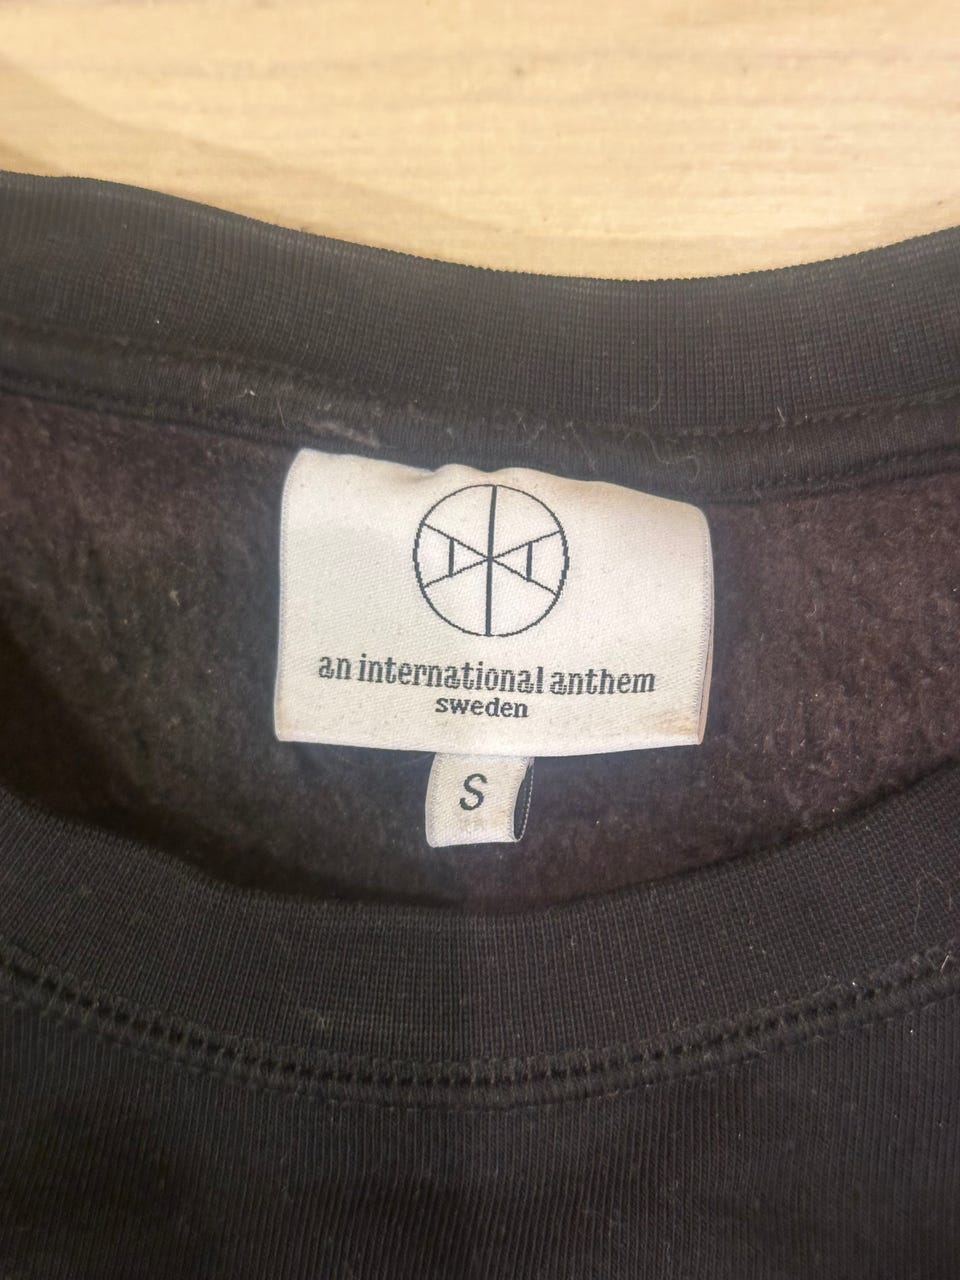 an international anthem
sweden
S